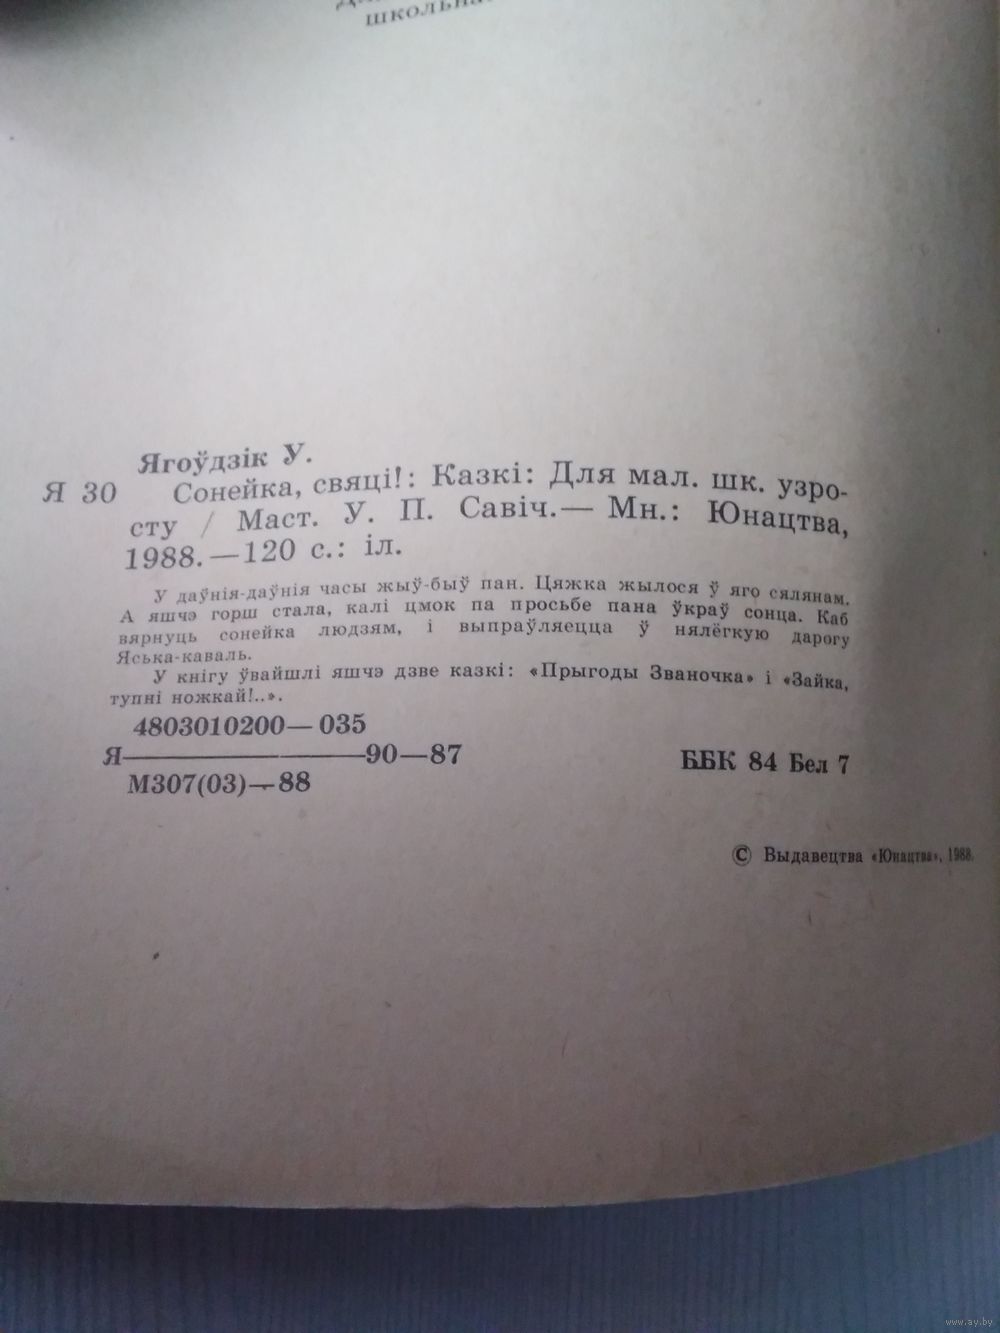 Ягоўдзік У.
Я 30 Сонейка, свяці!: Казкі: Для мал. шк. узро-
сту / Маст. У. П. Савіч.— Мн.: Юнацтва,
1988.—120 с.: іл.
У даўнія-даўнія часы жыў-быў пан. Цяжка жылося ў яго сялянам.
А яшчэ горш стала, калі цмок па просьбе пана ўкраў сонца. Каб
вярнуць сонейка людзям, і выпраўляецца ў нялёгкую дарогу
Яська-каваль.
У кнігу ўвайшлі яшчэ дзве казкі: «Прыгоды Званочка» і «Зайка,
тупні ножкай!..».
4803010200—035
Я—90—87
М307(03)—88
ББК 84 Бел 7
© Выдавецтва «Юнацтва», 1988.
www.ay.by